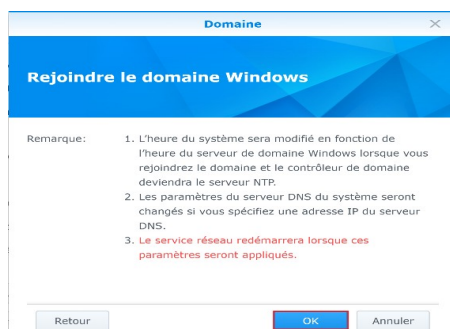 Domaine
Rejoindre le domaine Windows
Remarque:
1. L'heure du système sera modifié en fonction de
l'heure du serveur de domaine Windows lorsque vous
rejoindrez le domaine et le contrôleur de domaine
deviendra le serveur NTP.
2. Les paramètres du serveur DNS du système seront
changés si vous spécifiez une adresse IP du serveur
DNS.
3. Le service réseau redémarrera lorsque ces
paramètres seront appliqués.
Retour
OK
Annuler